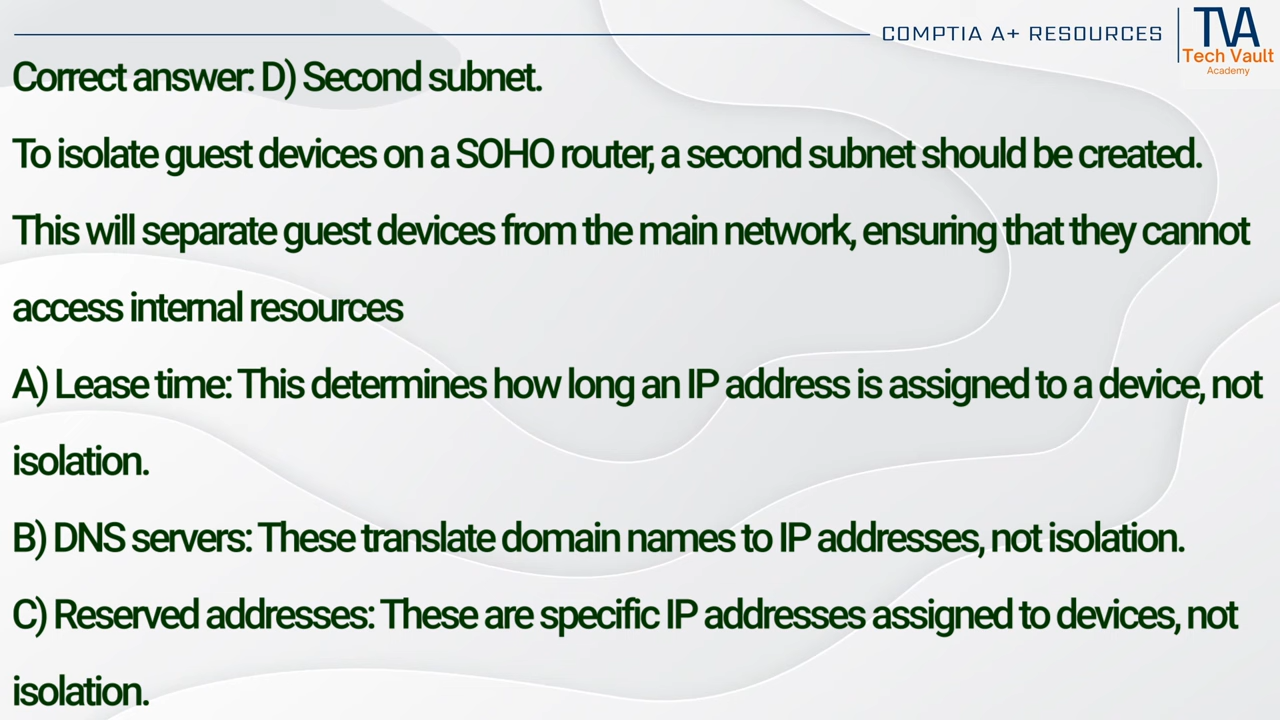 COMPTIA A+ RESOURCES
TVA
Tech Vault
Academy
Correct answer: D) Second subnet.
To isolate guest devices on a SOHO router, a second subnet should be created.
This will separate guest devices from the main network, ensuring that they cannot
access internal resources
A) Lease time: This determines how long an IP address is assigned to a device, not
isolation.
B) DNS servers: These translate domain names to IP addresses, not isolation.
C) Reserved addresses: These are specific IP addresses assigned to devices, not
isolation.